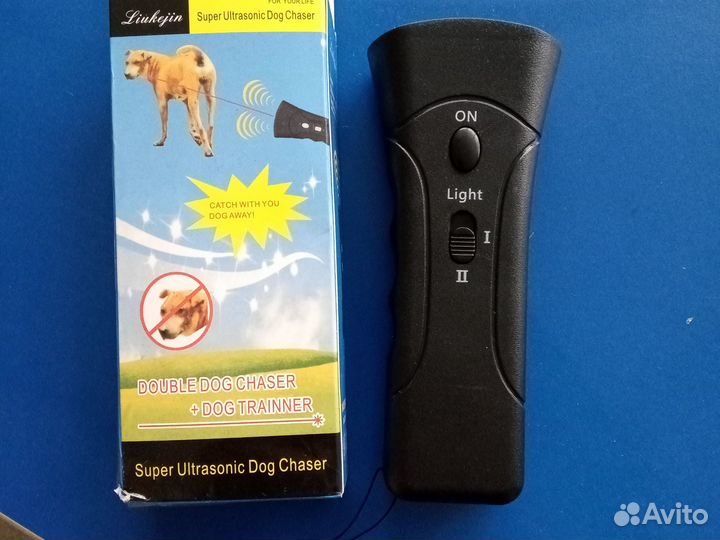 FOR YOUR LIFE
Liukejin
Super Ultrasonic Dog Chaser
CATCH WITH YOU
DOG AWAY!
DOUBLE DOG CHASER
+ DOG TRAINNER
Super Ultrasonic Dog Chaser
ON
Light
I
II
Avito